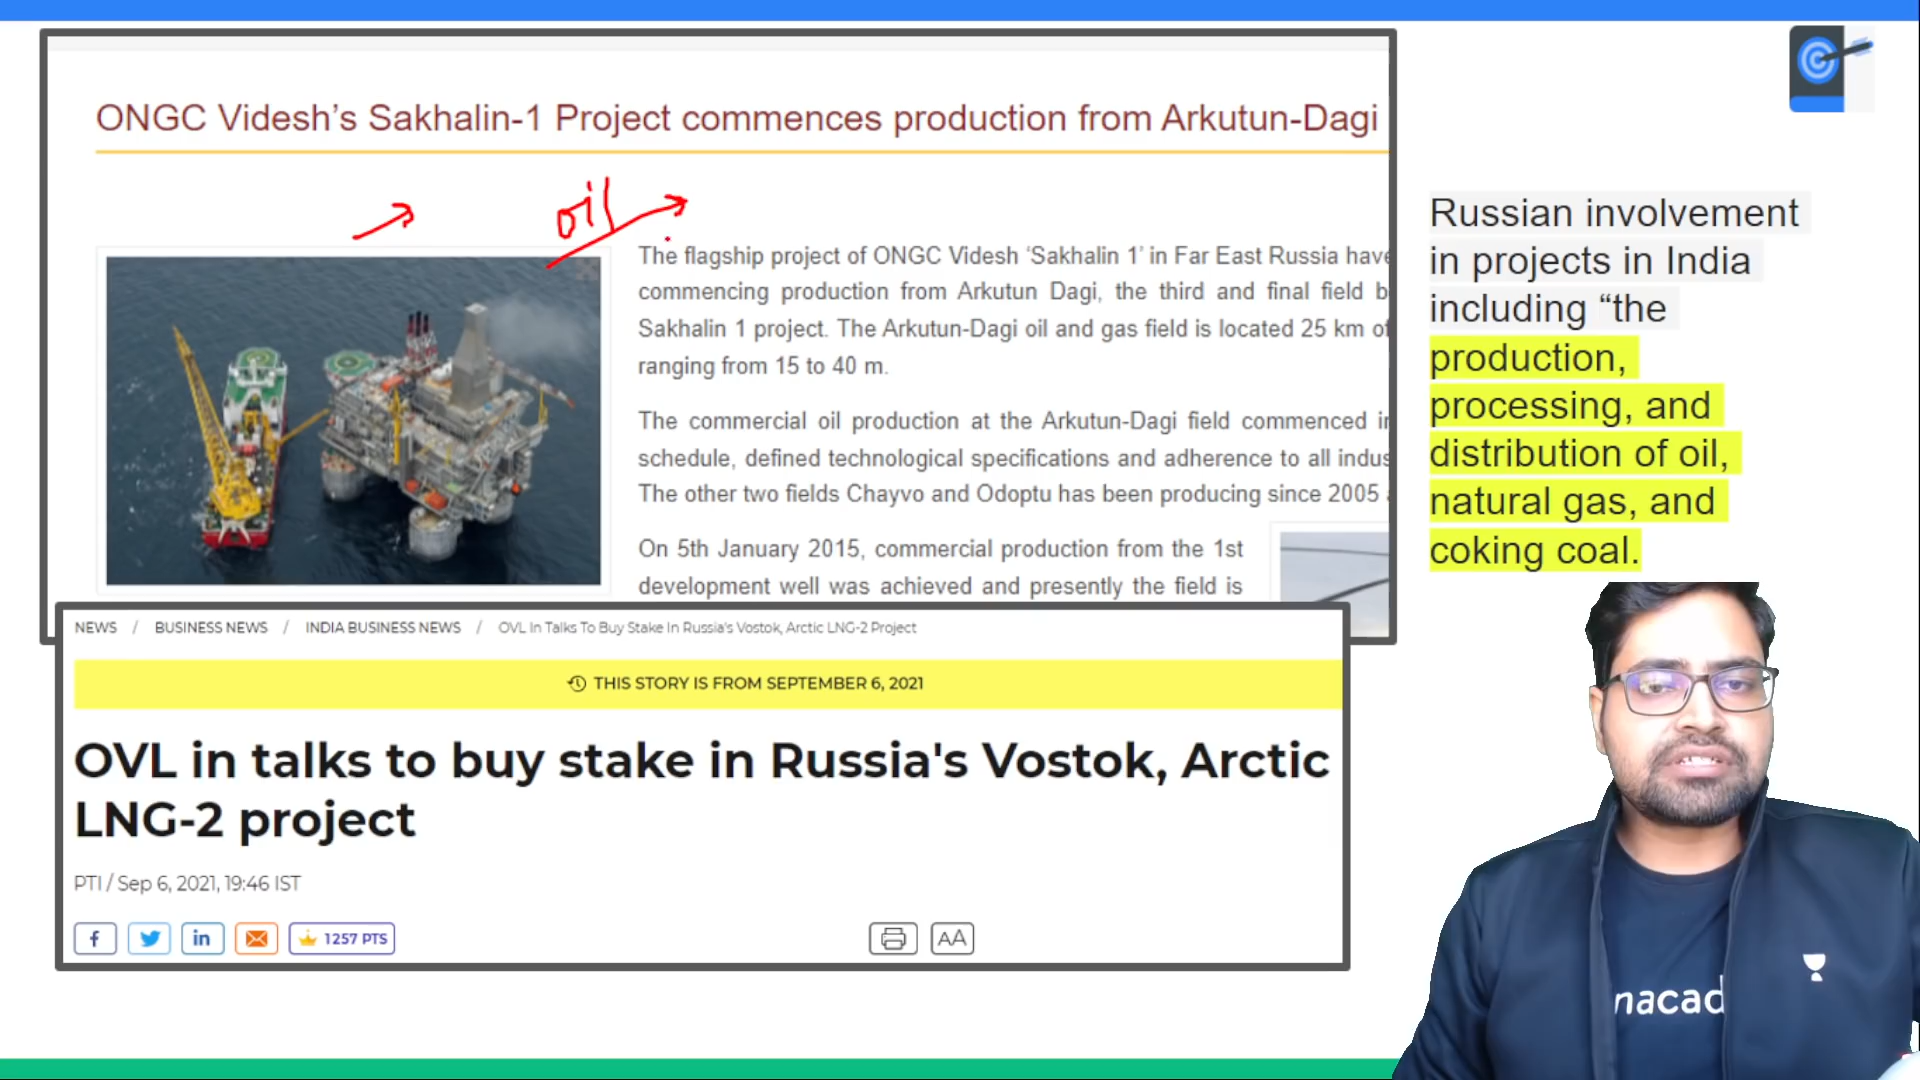 ONGC Videsh’s Sakhalin-1 Project commences production from Arkutun-Dagi
oil
The flagship project of ONGC Videsh ‘Sakhalin 1’ in Far East Russia have
commencing production from Arkutun Dagi, the third and final field b
Sakhalin 1 project. The Arkutun-Dagi oil and gas field is located 25 km of
ranging from 15 to 40 m.
The commercial oil production at the Arkutun-Dagi field commenced in
schedule, defined technological specifications and adherence to all indus
The other two fields Chayvo and Odoptu has been producing since 2005
On 5th January 2015, commercial production from the 1st
development well was achieved and presently the field is
NEWS / BUSINESS NEWS / INDIA BUSINESS NEWS / OVL In Talks To Buy Stake In Russia's Vostok, Arctic LNG-2 Project
THIS STORY IS FROM SEPTEMBER 6, 2021
OVL in talks to buy stake in Russia's Vostok, Arctic
LNG-2 project
PTI / Sep 6, 2021, 19:46 IST
f in 1257 PTS AA
Russian involvement
in projects in India
including “the
production,
processing, and
distribution of oil,
natural gas, and
coking coal.
nacad